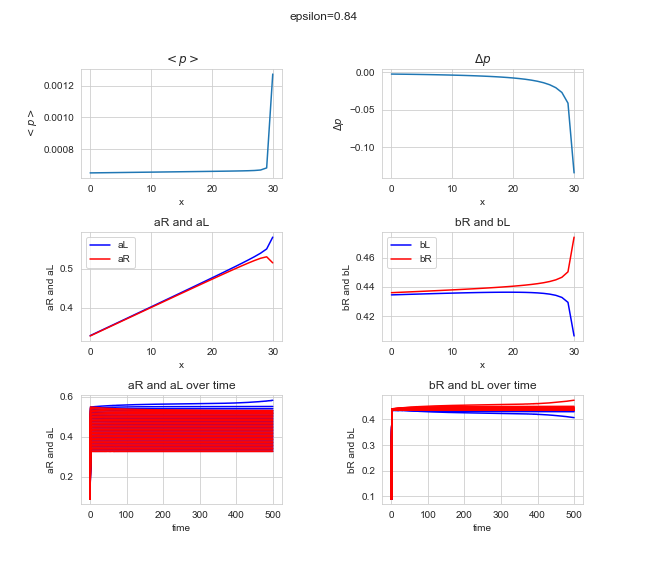 epsilon=0.84
< p >
Δp
0.0012
0.0010
0.0008
< p >
0 10 20 30
x
0.00
−0.05
−0.10
Δp
0 20 30
x
aR and aL
bR and bL
aL
aR
0.5
0.4
aR and aL
0 10 20 30
x
bL
bR
0.46
0.44
0.42
bR and bL
0 10 20 30
x
aR and aL over time
bR and bL over time
0.6
0.4
0.2
aR and aL
0 100 200 300 400 500
time
0.4
0.3
0.2
0.1
bR and bL
0 100 200 300 400 500
time